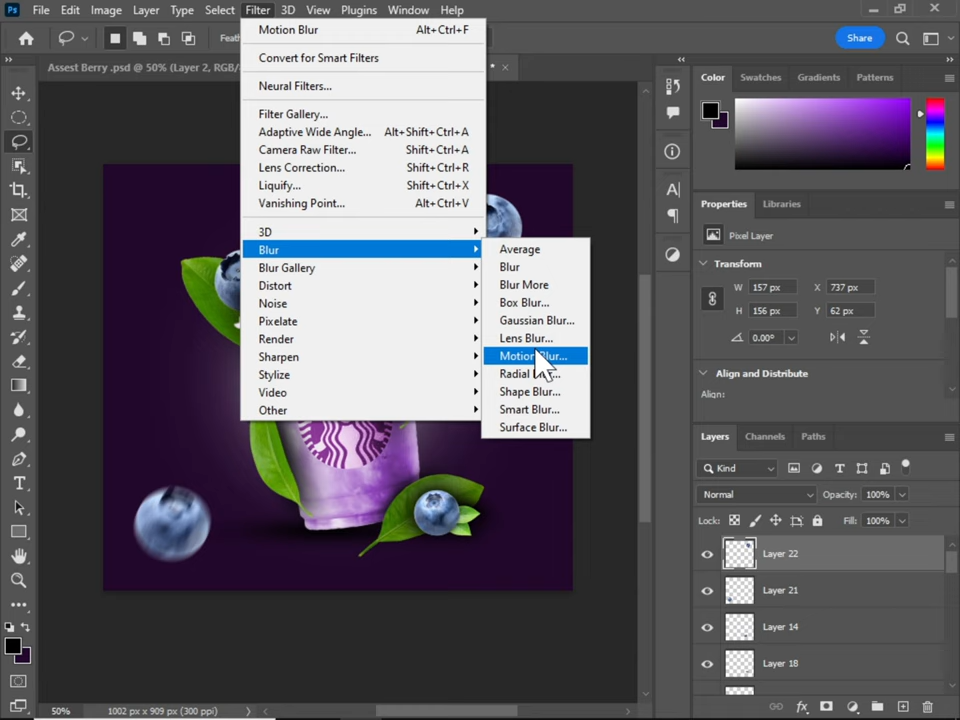 Ps File Edit Image Layer Type Select Filter 3D View Plugins Window Help
Feath
Share
Assest Berry .psd @ 50% (Layer 2, RGB/
* ×
Motion Blur Alt+Ctrl+F
Convert for Smart Filters
Neural Filters...
Filter Gallery...
Adaptive Wide Angle... Alt+Shift+Ctrl+A
Camera Raw Filter... Shift+Ctrl+A
Lens Correction... Shift+Ctrl+R
Liquify... Shift+Ctrl+X
Vanishing Point... Alt+Ctrl+V
3D
Blur
Blur Gallery
Distort
Noise
Pixelate
Render
Sharpen
Stylize
Video
Other
Average
Blur
Blur More
Box Blur...
Gaussian Blur...
Lens Blur...
Motion Blur...
Radial Blur...
Shape Blur...
Smart Blur...
Surface Blur...
Color Swatches Gradients Patterns
Properties Libraries
Pixel Layer
Transform
W 157 px X 737 px
H 156 px Y 62 px
0.00°
Align and Distribute
Align:
Layers Channels Paths
Kind
Normal Opacity: 100%
Lock: Fill: 100%
Layer 22
Layer 21
Layer 14
Layer 18
50% 1002 px x 909 px (300 ppi)